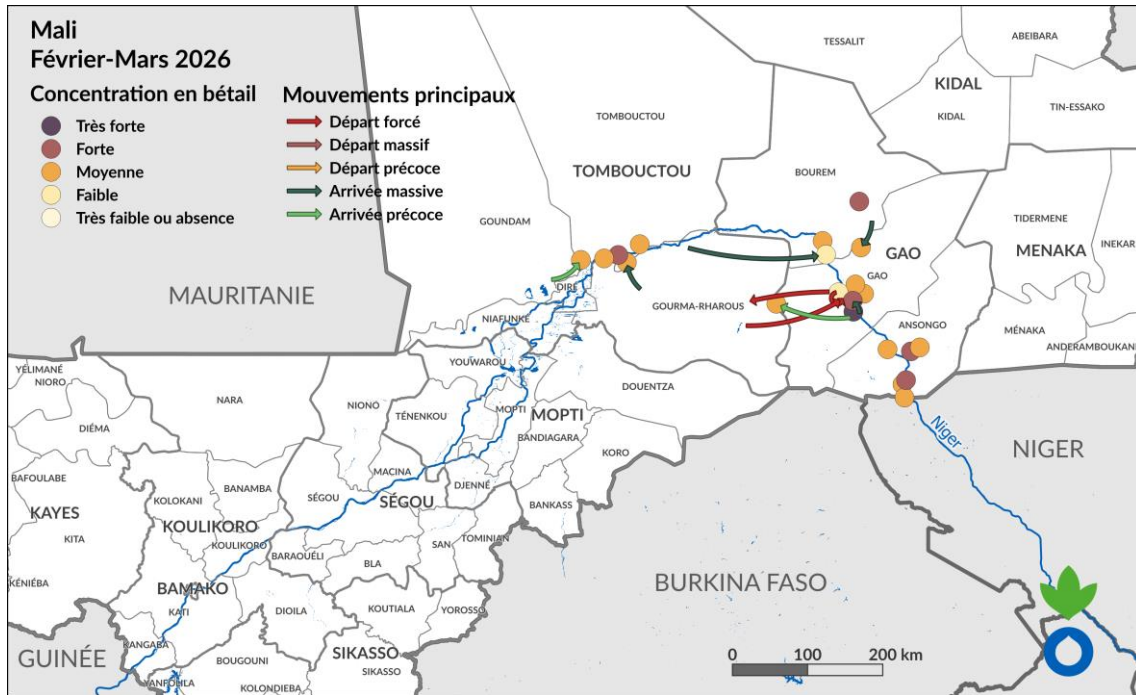 Mali
Février-Mars 2026
Concentration en bétail
Très forte
Forte
Moyenne
Faible
Très faible ou absence
Mouvements principaux
Départ forcé
Départ massif
Départ précoce
Arrivée massive
Arrivée précoce
TESSALIT
ABEIBARA
KIDAL
KIDAL
TIN-ESSAKO
TOMBOUCTOU
TOMBOUCTOU
BOUREM
GOUNDAM
TIDERMENE
MENAKA
INEKAR
GAO
GAO
MAURITANIE
DIRE
GOURMA-RHAROUS
NIAFUNKE
ANSONGO
MÉNAKA
ANDERAMBOUKANE
YÉLIMANÉ
NIORO
YOUWAROU
DOUENTZA
NARA
NIONO
TÉNENKOU
MOPTI
MOPTI
DIÉMA
BANDIAGARA
KORO
Niger
NIGER
BAFOULABE
MACINA
DJENNÉ
BANKASS
KOLOKANI
BANAMBA
SÉGOU
SÉGOU
KAYES
KOULIKORO
KITA
KOULIKORO
SAN
TOMINIAN
BARAOUÉLI
BLA
KÉNIÉBA
BAMAKO
KATI
DIOILA
KOUTIALA
YOROSSO
BURKINA FASO
KANGABA
GUINÉE
BOUGOUNI
SIKASSO
SIKASSO
YANFOLILA
KOLONDIEBA
0 100 200 km